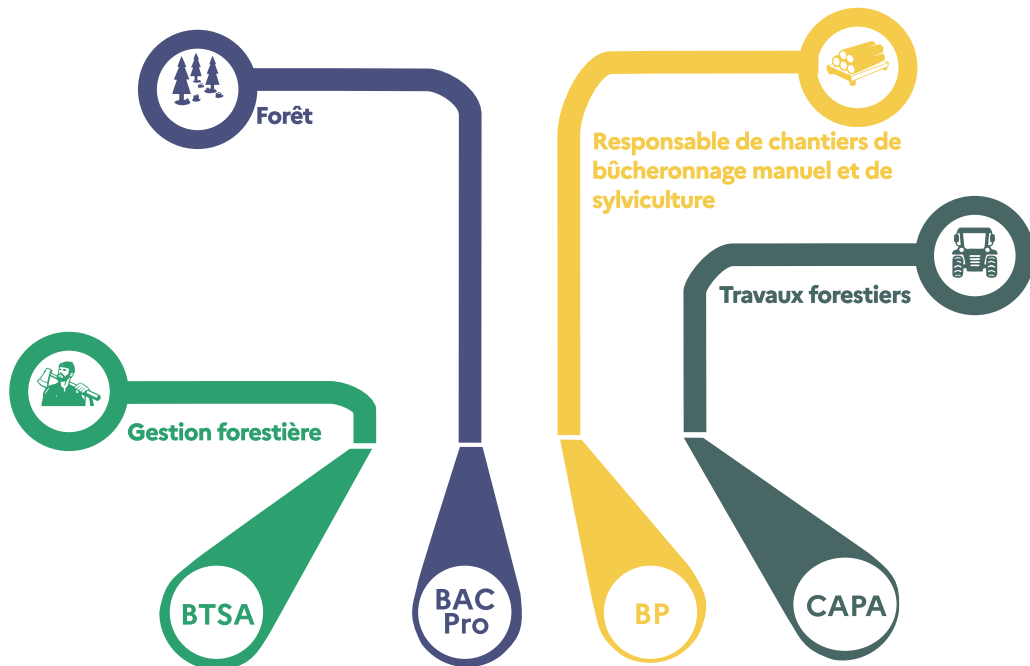 Forêt
Responsable de chantiers de
bûcheronnage manuel et de
sylviculture
Travaux forestiers
Gestion forestière
BTSA
BAC
Pro
BP
CAPA